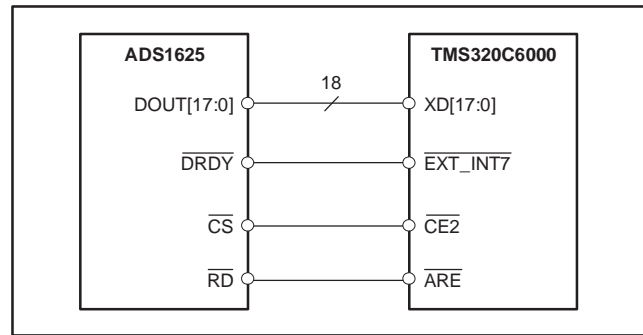 ADS1625 TMS320C6000
18
DOUT[17:0] XD[17:0]
DRDY EXT_INT7
CS CE2
RD ARE